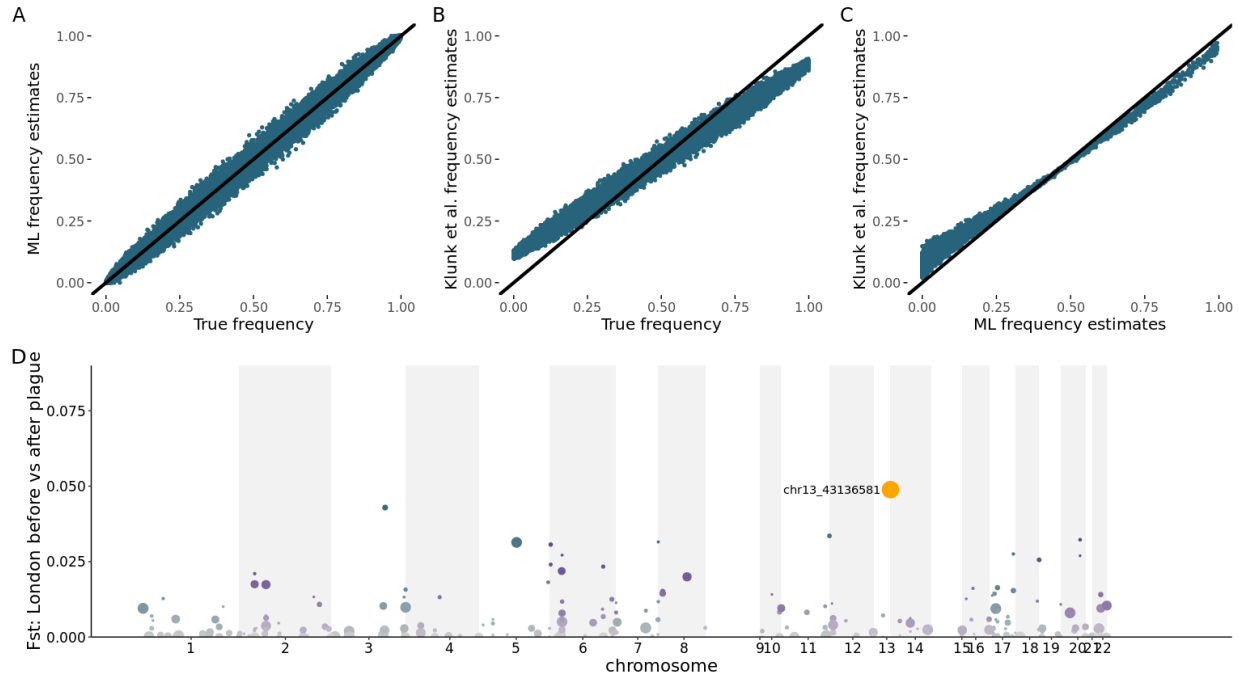 A
B
C
ML frequency estimates
1.00
0.75
0.50
0.25
0.00
0.00
0.25
0.50
0.75
1.00
True frequency
Klunk et al. frequency estimates
1.00
0.75
0.50
0.25
0.00
0.00
0.25
0.50
0.75
1.00
True frequency
Klunk et al. frequency estimates
1.00
0.75
0.50
0.25
0.00
0.00
0.25
0.50
0.75
1.00
ML frequency estimates
D
Fst: London before vs after plague
0.075
0.050
0.025
0.000
chr13_43136581
1 2 3 4 5 6 7 8 9 10 11 12 13 14 15 16 17 18 19 20 21 22
chromosome